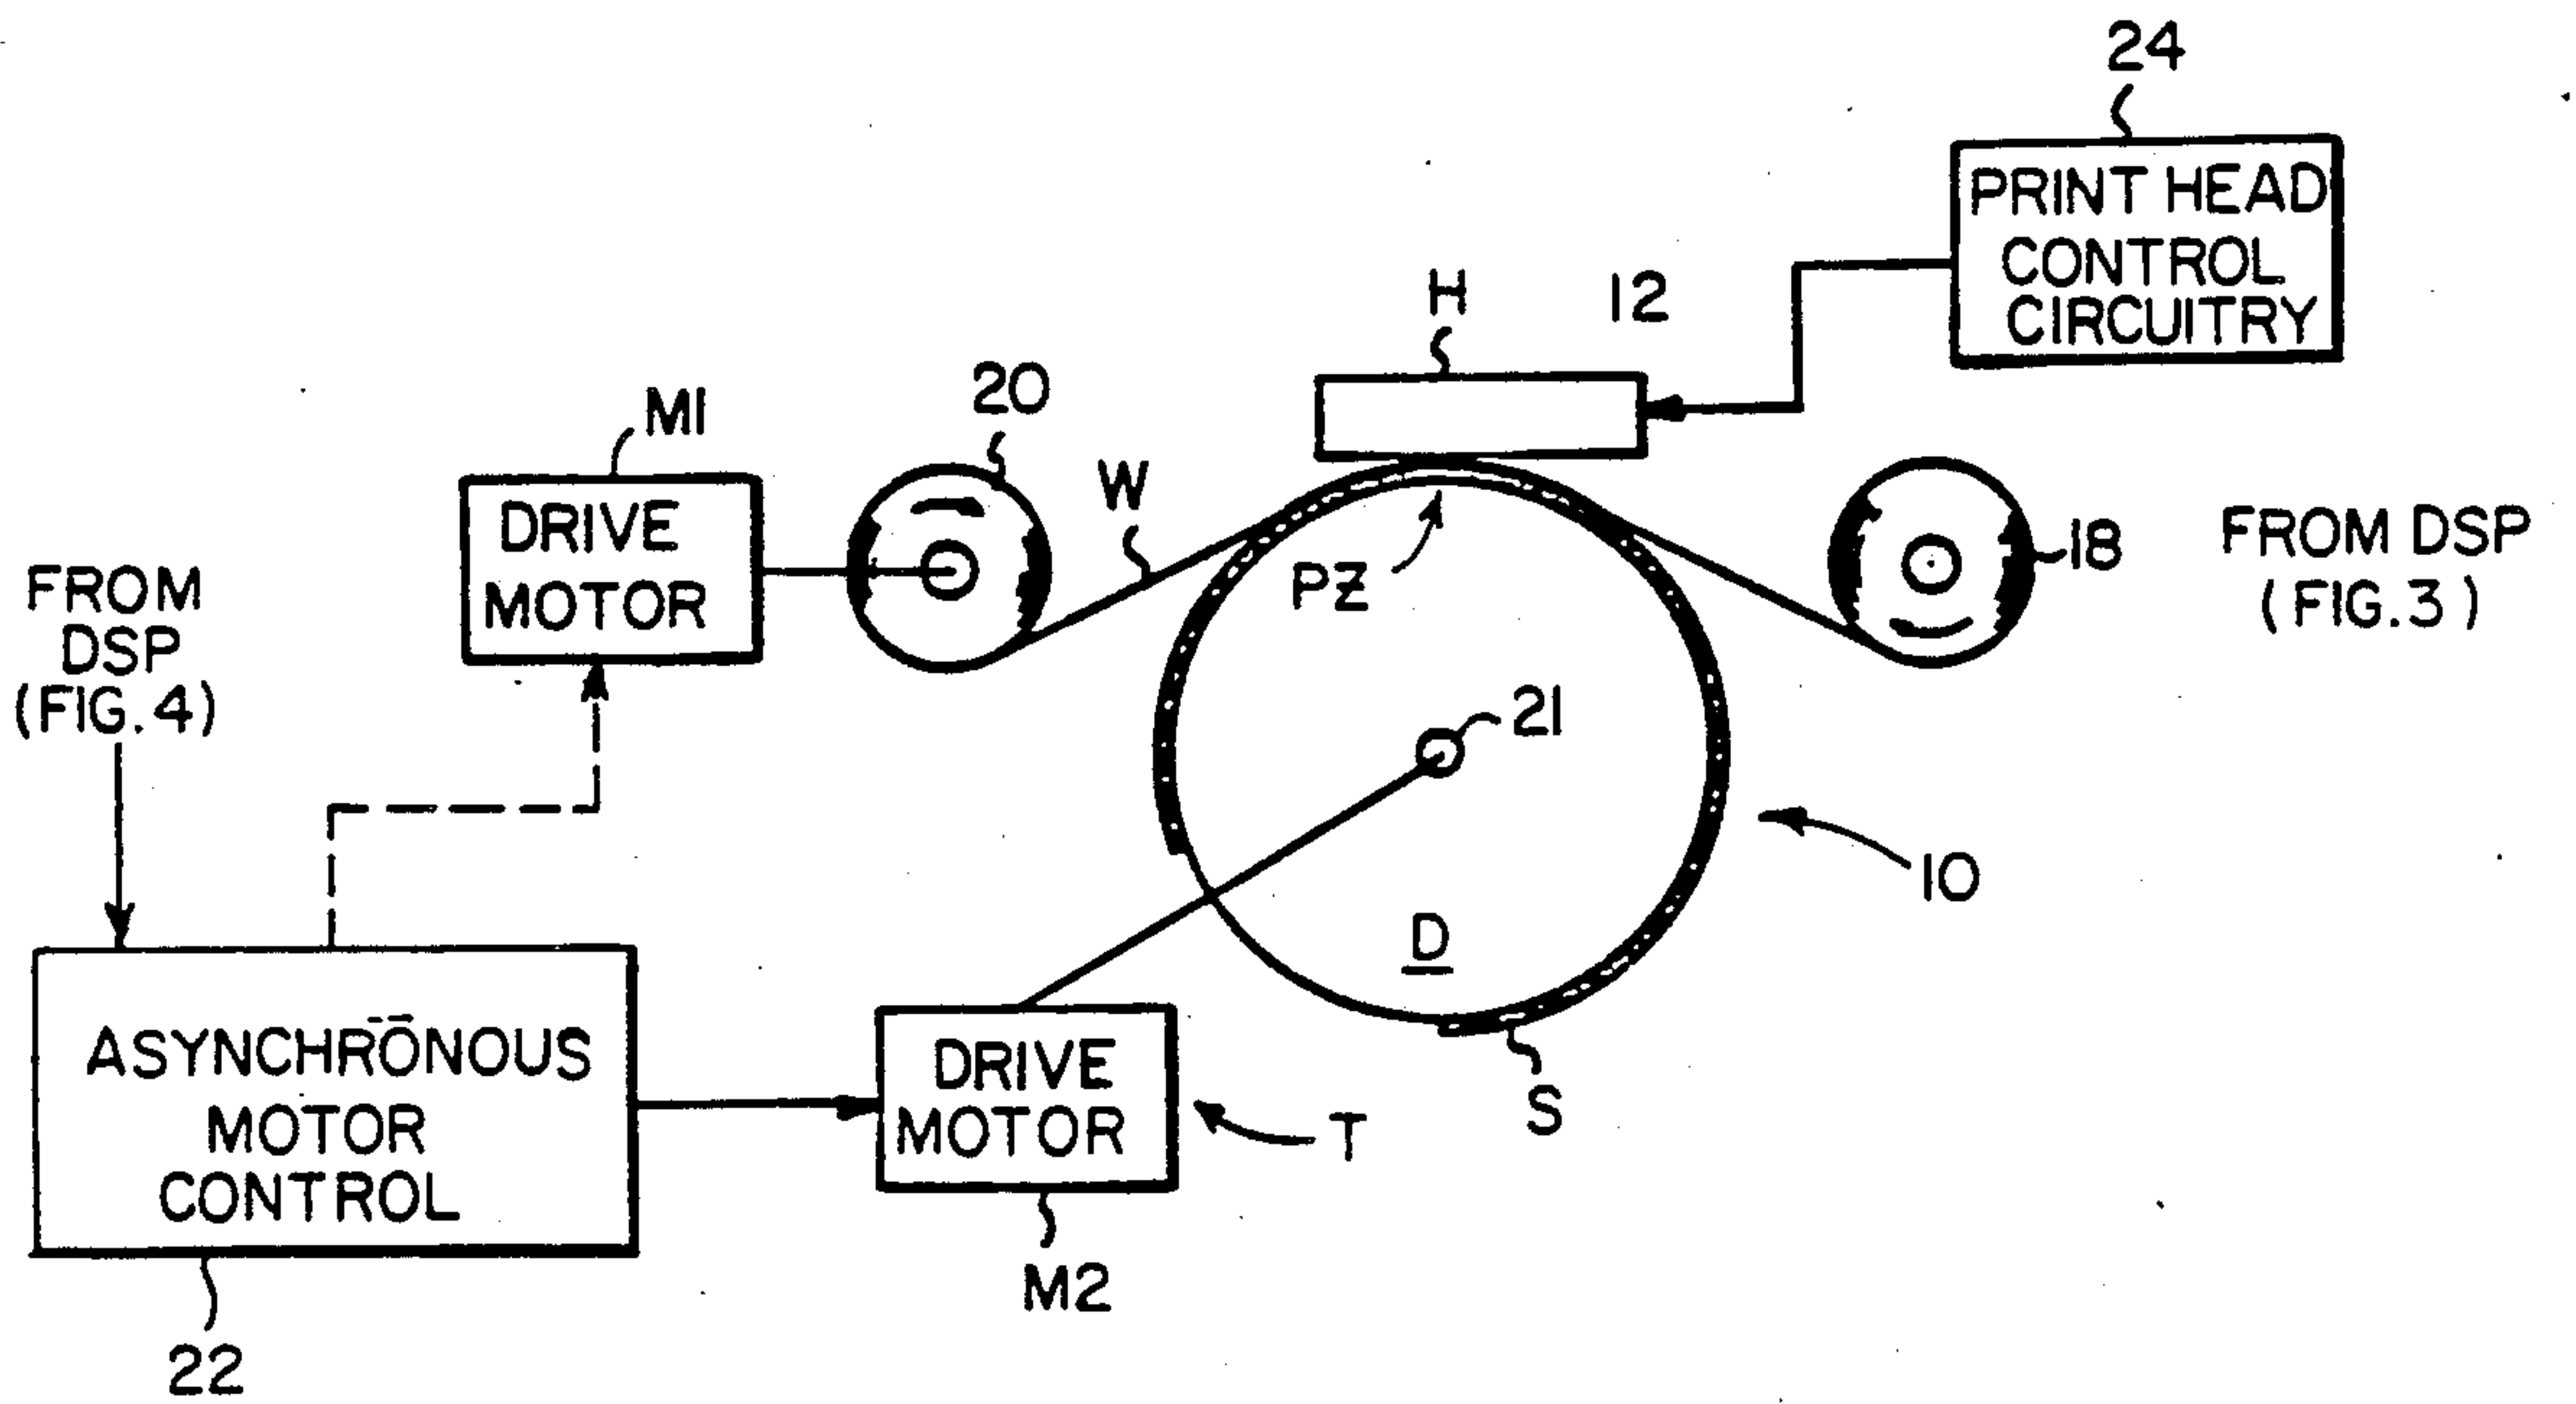 24
PRINT HEAD
CONTROL
CIRCUITRY
H
12
M1
20
W
DRIVE
MOTOR
PZ
18
FROM DSP
(FIG.3)
FROM
DSP
(FIG.4)
21
10
D
ASYNCHRONOUS
MOTOR
CONTROL
DRIVE
MOTOR
T
S
M2
22